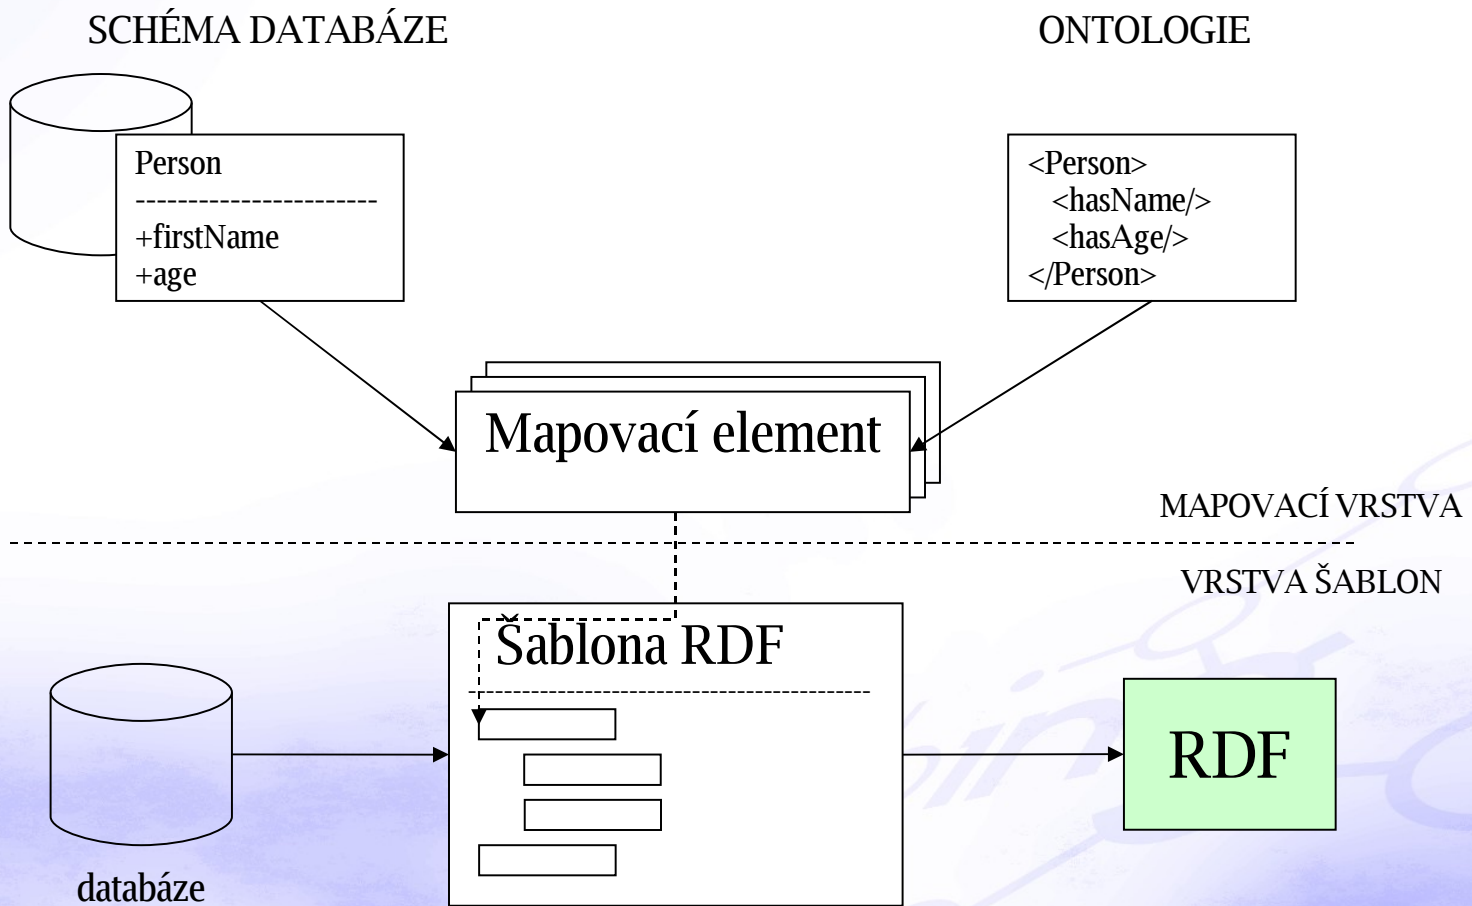 SCHÉMA DATABÁZE
ONTOLOGIE
Person
-----------------------
+firstName
+age
<Person>
<hasName/>
<hasAge/>
</Person>
Mapovací element
MAPOVACÍ VRSTVA
VRSTVA ŠABLON
Šablona RDF
RDF
databáze